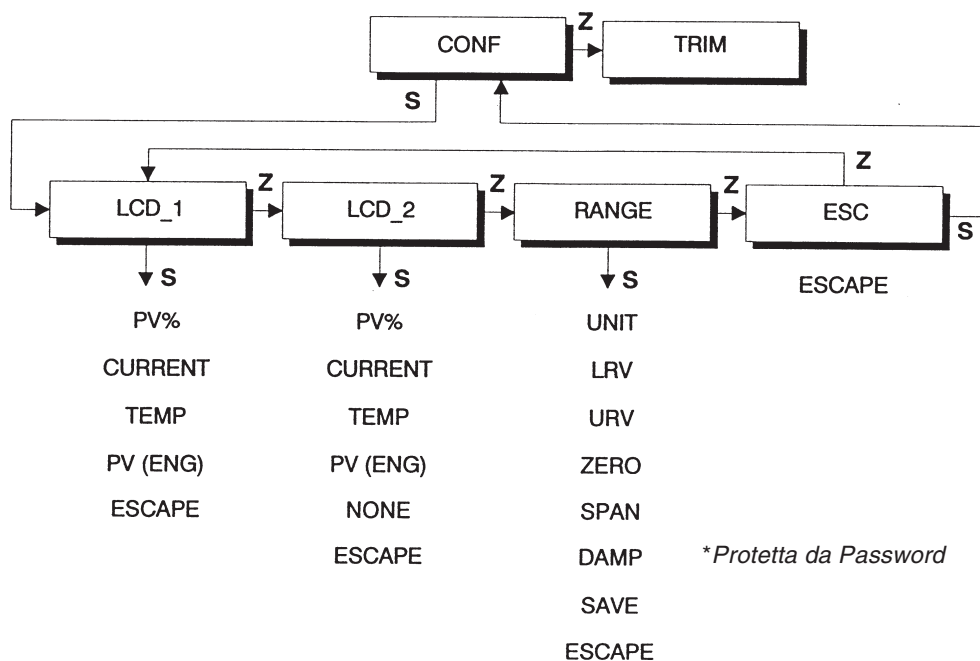 Z
CONF
TRIM
S
Z
Z
Z
Z
LCD_1
LCD_2
RANGE
ESC
S
S
S
S
ESCAPE
PV%
PV%
UNIT
CURRENT
CURRENT
LRV
TEMP
TEMP
URV
PV (ENG)
PV (ENG)
ZERO
ESCAPE
NONE
SPAN
ESCAPE
DAMP
*Protetta da Password
SAVE
ESCAPE